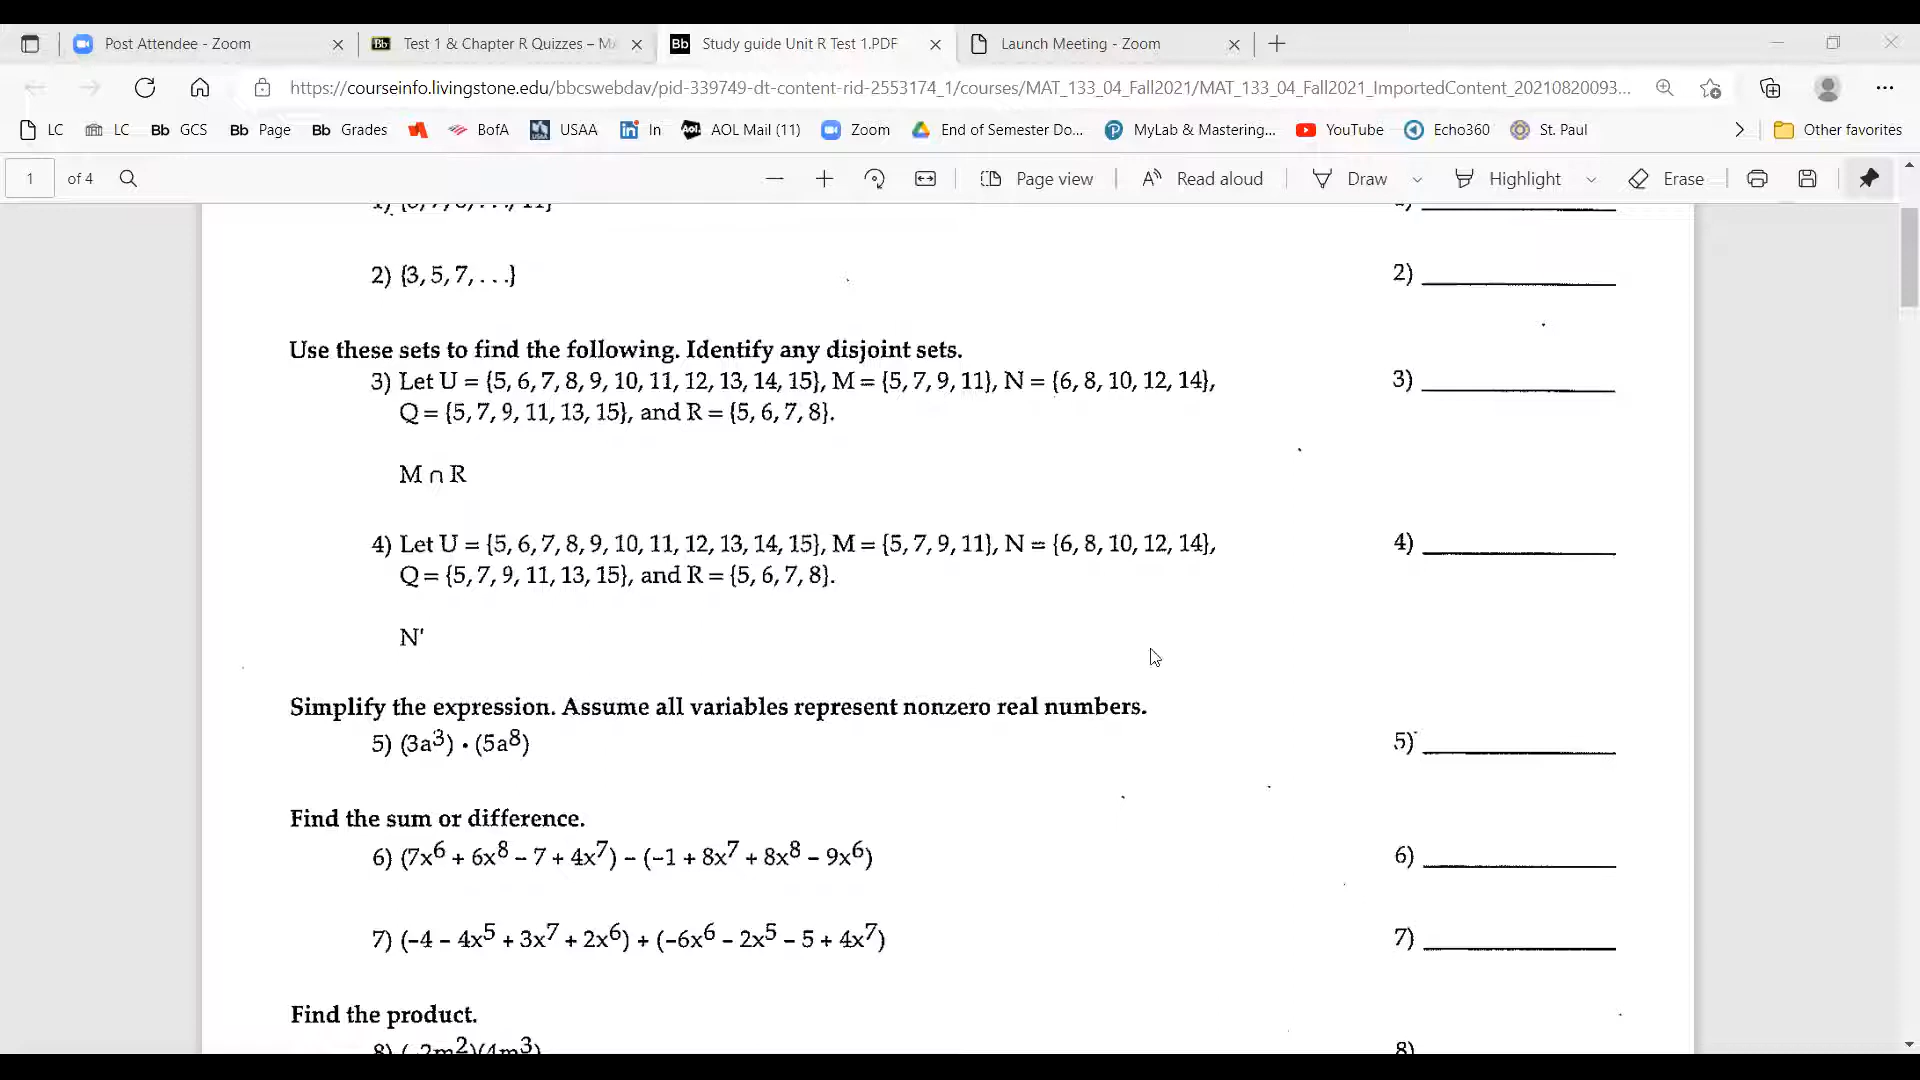 Post Attendee - Zoom
Test 1 & Chapter R Quizzes – Ma
Study guide Unit R Test 1.PDF
Launch Meeting - Zoom
https://courseinfo.livingstone.edu/bbcswebdav/pid-339749-dt-content-rid-2553174_1/courses/MAT_133_04_Fall2021/MAT_133_04_Fall2021_ImportedContent_20210820093...
LC LC Bb GCS Bb Page Bb Grades BofA USAA In AOL Mail (11) Zoom End of Semester Do... MyLab & Mastering... YouTube Echo360 St. Paul Other favorites
1 of 4 Page view Read aloud Draw Highlight Erase
2) {3, 5, 7, . . .} 2)
Use these sets to find the following. Identify any disjoint sets.
3) Let U = {5, 6, 7, 8, 9, 10, 11, 12, 13, 14, 15}, M = {5, 7, 9, 11}, N = {6, 8, 10, 12, 14}, 3)
Q = {5, 7, 9, 11, 13, 15}, and R = {5, 6, 7, 8}.
M ∩ R
4) Let U = {5, 6, 7, 8, 9, 10, 11, 12, 13, 14, 15}, M = {5, 7, 9, 11}, N = {6, 8, 10, 12, 14}, 4)
Q = {5, 7, 9, 11, 13, 15}, and R = {5, 6, 7, 8}.
N'
Simplify the expression. Assume all variables represent nonzero real numbers.
5) (3a³) · (5a⁸) 5)
Find the sum or difference.
6) (7x⁶ + 6x⁸ – 7 + 4x⁷) – (–1 + 8x⁷ + 8x⁸ – 9x⁶) 6)
7) (–4 – 4x⁵ + 3x⁷ + 2x⁶) + (–6x⁶ – 2x⁵ – 5 + 4x⁷) 7)
Find the product.
8)